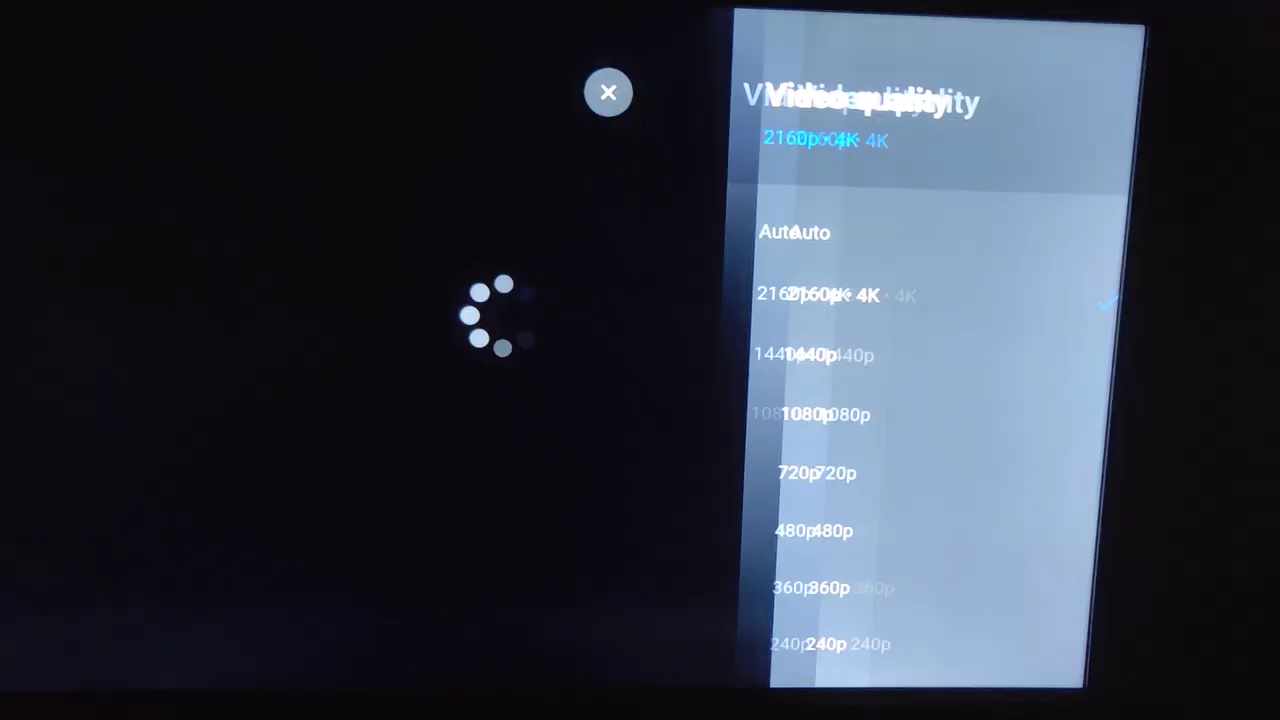 Video quality
2160p • 4K
Auto
2160p • 4K
1440p
1080p
720p
480p
360p
240p